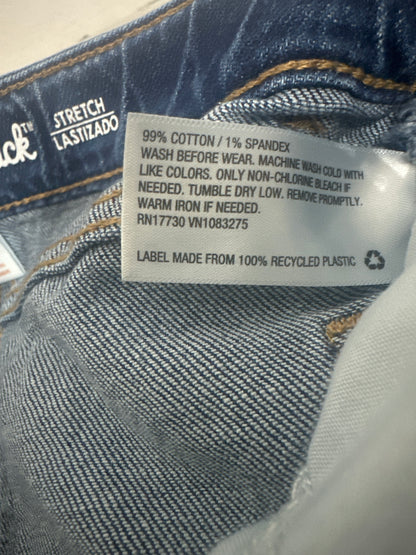 STRETCH
LASTIZADO
99% COTTON / 1% SPANDEX
WASH BEFORE WEAR. MACHINE WASH COLD WITH
LIKE COLORS. ONLY NON-CHLORINE BLEACH IF
NEEDED. TUMBLE DRY LOW. REMOVE PROMPTLY.
WARM IRON IF NEEDED.
RN17730 VN1083275
LABEL MADE FROM 100% RECYCLED PLASTIC